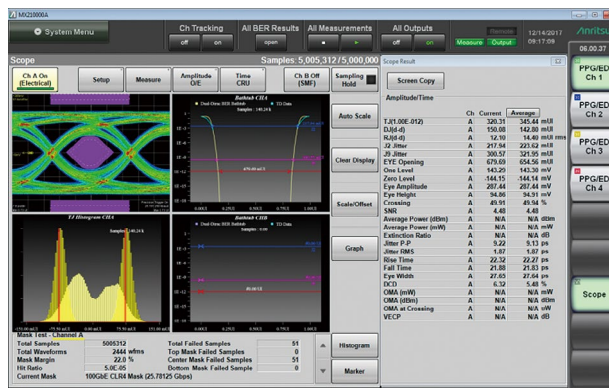 MX210000A
System Menu
Ch Tracking
off on
All BER Results
open
All Measurements
All Outputs
off on
Measure Output
12/14/2017
09:17:09
Anritsu
06.00.37
Scope
Samples: 5,005,312/5,000,000
Ch A On
(Electrical)
Setup
Measure
Amplitude
O/E
Time
CRU
Ch B Off
(SMF)
Sampling
Hold
Auto Scale
Clear Display
Scale/Offset
Graph
Histogram
Marker
Bathtub CHA
Dual-Dirac BER Bathtub TD Data
TJ Histogram CHA
Bathtub CHB
Dual-Dirac BER Bathtub TD Data
Mask Test - Channel A
Total Samples 5005312
Total Waveforms 2444 wfms
Mask Margin 22.0 %
Hit Ratio 5.0E-05
Current Mask 100GbE CLR4 Mask (25.78125 Gbps)
Total Failed Samples 51
Top Mask Failed Samples 0
Center Mask Failed Samples 51
Bottom Mask Failed Sample 0
Scope Result
Screen Copy
Amplitude/Time
Ch Current Average
TJ(1.00E-012) A 320.31 345.44 mUI
DJ(d-d) A 150.08 142.80 mUI
RJ(d-d) A 12.10 14.40 mUI rms
J2 Jitter A 217.94 223.62 mUI
J9 Jitter A 300.57 321.95 mUI
EYE Opening A 679.69 654.56 mUI
One Level A 143.29 143.30 mV
Zero Level A -144.15 -144.14 mV
Eye Amplitude A 287.44 287.44 mV
Eye Height A 94.86 94.91 mV
Crossing A 49.91 49.94 %
SNR A 4.48 4.48
Average Power (dBm) A N/A N/A dBm
Average Power (mW) A N/A N/A mW
Extinction Ratio A N/A N/A dB
Jitter P-P A 9.22 9.13 ps
Jitter RMS A 1.87 1.87 ps
Rise Time A 22.32 22.27 ps
Fall Time A 21.88 21.83 ps
Eye Width A 27.65 27.64 ps
DCD A 6.32 5.48 %
OMA (mW) A N/A N/A mW
OMA (dBm) A N/A N/A dBm
OMA at Crossing A N/A N/A mW
VECP A N/A N/A dB
PPG/ED
Ch 1
PPG/ED
Ch 2
PPG/ED
Ch 3
PPG/ED
Ch 4
Scope